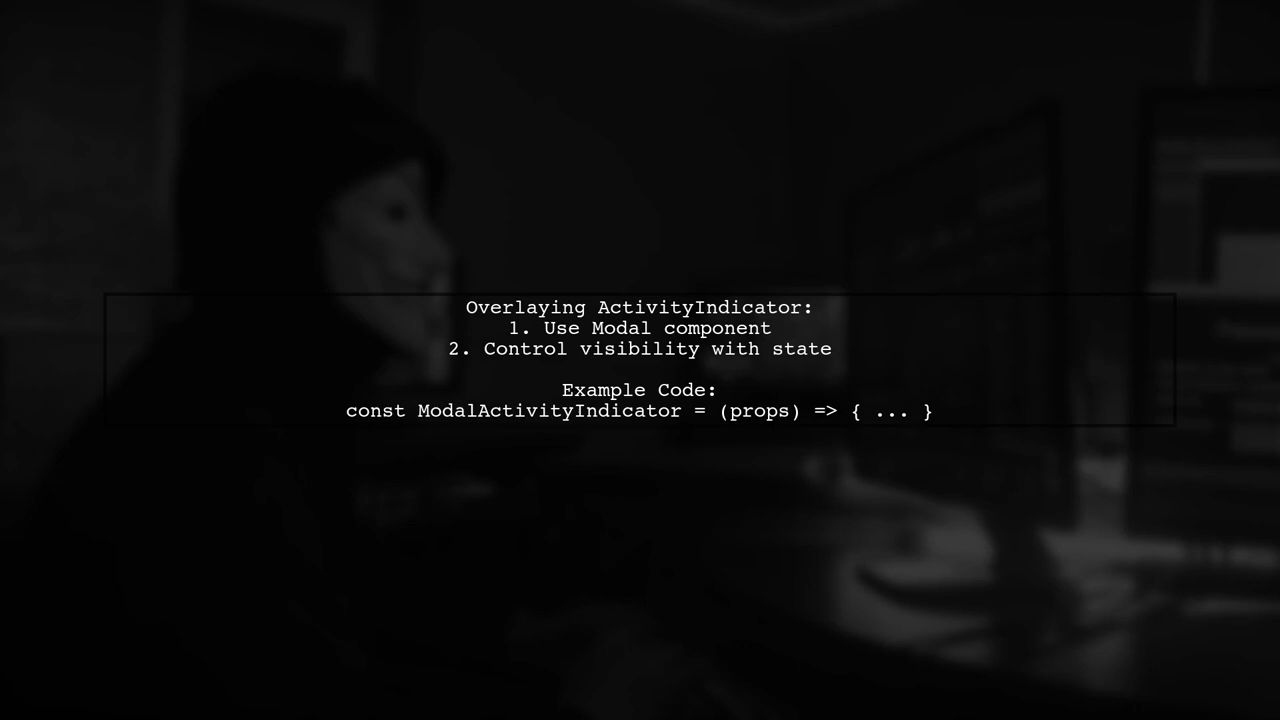 Overlaying ActivityIndicator:
1. Use Modal component
2. Control visibility with state
Example Code:
const ModalActivityIndicator = (props) => { ... }